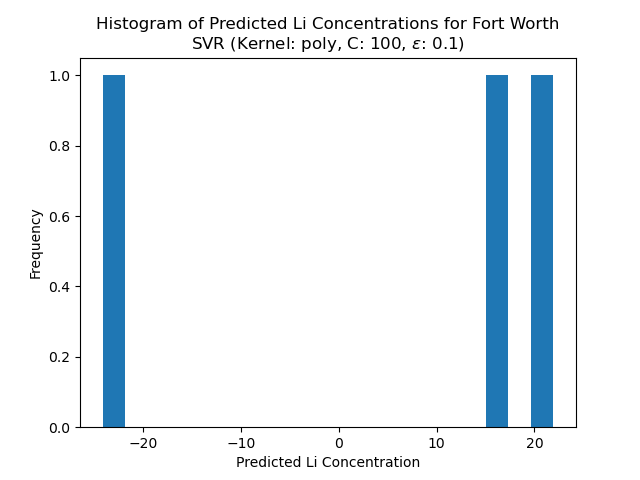 Histogram of Predicted Li Concentrations for Fort Worth
SVR (Kernel: poly, C: 100, ε: 0.1)
1.0
0.8
0.6
0.4
0.2
0.0
Frequency
−20
−10
0
10
20
Predicted Li Concentration